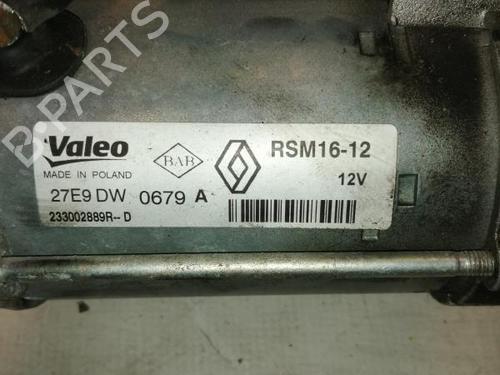 B-PARTS
Valeo
BAB
RSM16-12
MADE IN POLAND
12V
27E9 DW 0679 A
233002889R-- D